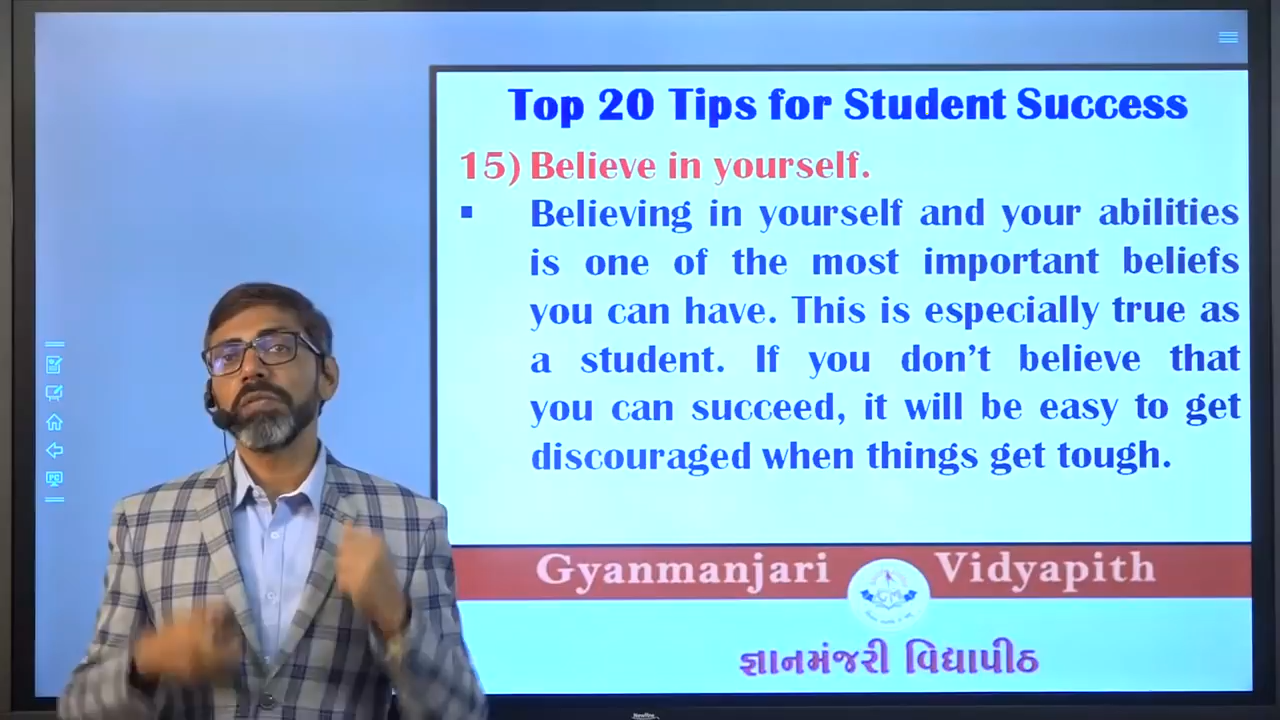 Top 20 Tips for Student Success
15) Believe in yourself.
▪ Believing in yourself and your abilities
is one of the most important beliefs
you can have. This is especially true as
a student. If you don't believe that
you can succeed, it will be easy to get
discouraged when things get tough.
Gyanmanjari Vidyapith
જ્ઞાનમંજરી વિદ્યાપીઠ